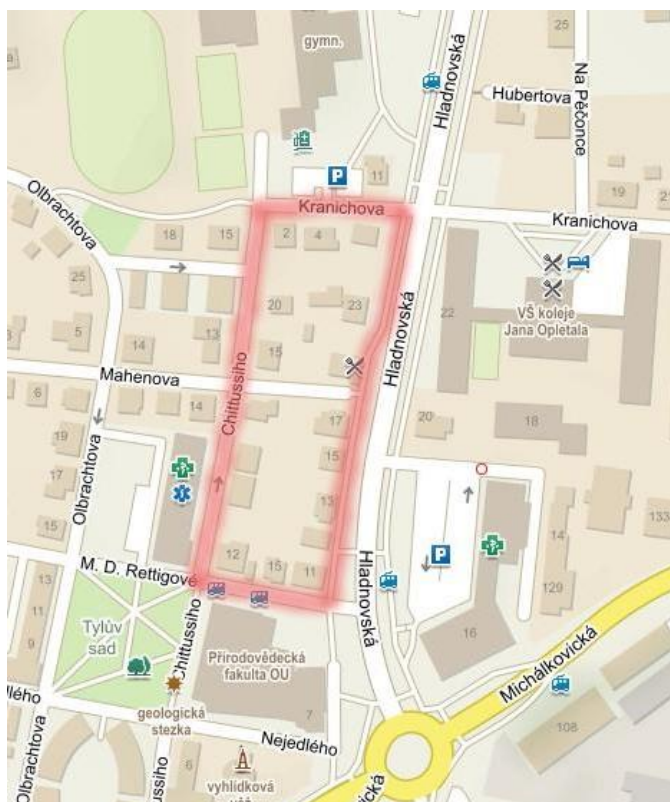 gymn.
Hladnovská
25
Hubertova
Na Pěčonce
P
11
19
21
Olbrachtova
Kranichova
Kranichova
18
15
2
4
25
20
23
22
VŠ koleje
Jana Opletala
5
14
13
15
Hladnovská
Mahenova
Chittussiho
6
14
17
20
18
19
15
17
13
Olbrachtova
15
P
14
133
M. D. Rettigové
12
15
11
Hladnovská
129
13
11
9
Tylův
sad
Chittussiho
Přírodovědecká
fakulta OU
16
Michálkovická
geologická
stezka
7
Nejedlého
108
Olbrachtova
6
vyhlídková